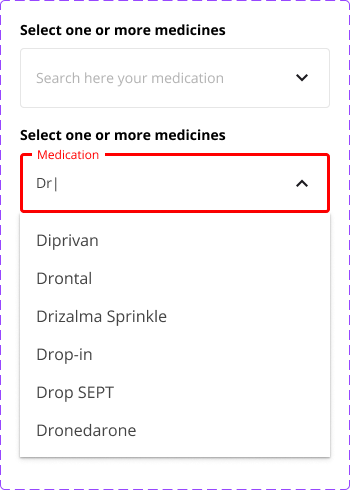 Select one or more medicines
Search here your medication
Select one or more medicines
Medication
Dr|
Diprivan
Drontal
Drizalma Sprinkle
Drop-in
Drop SEPT
Dronedarone